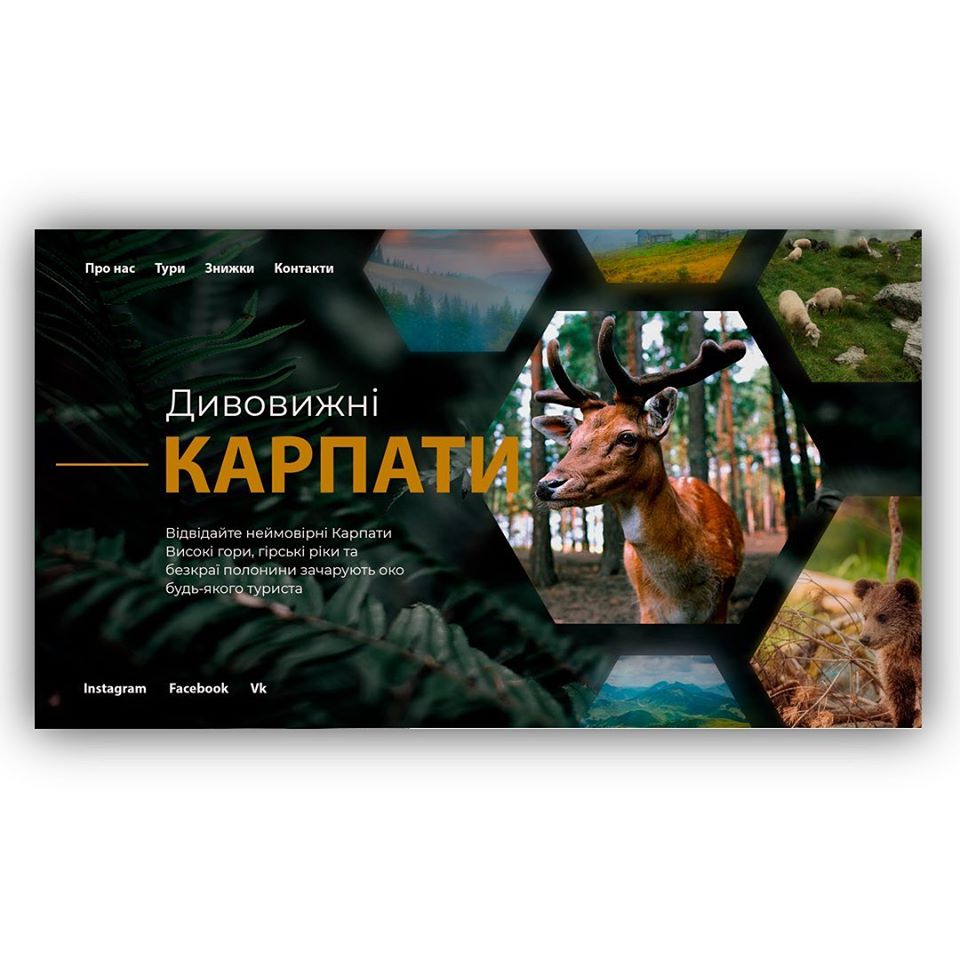 Про нас Тури Знижки Контакти
Дивовижні
КАРПАТИ
Відвідайте неймовірні Карпати
Високі гори, гірські ріки та
безкраї полонини зачарують око
будь-якого туриста
Instagram Facebook Vk